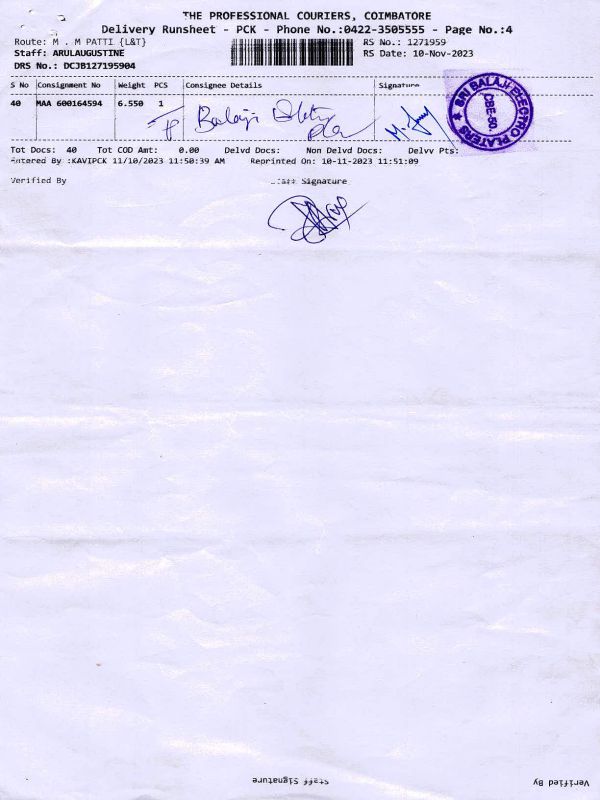 THE PROFESSIONAL COURIERS, COIMBATORE
Delivery Runsheet - PCK - Phone No.:0422-3505555 - Page No.:4
Route: M . M PATTI {L&T} RS No.: 1271959
Staff: ARULAUGUSTINE RS Date: 10-Nov-2023
DRS No.: DCJB127195904
S No Consignment No Weight PCS Consignee Details Signature
40 MAA 600164594 6.550 1 Balaji
SRI BALAJI ELECTRO PLATERS ★ CBE-50.
Tot Docs: 40 Tot COD Amt: 0.00 Delvd Docs: Non Delvd Docs: Delvv Pts:
Entered By :KAVIPCK 11/10/2023 11:50:39 AM Reprinted On: 10-11-2023 11:51:09
Verified By Staff Signature
Staff Signature Verified By